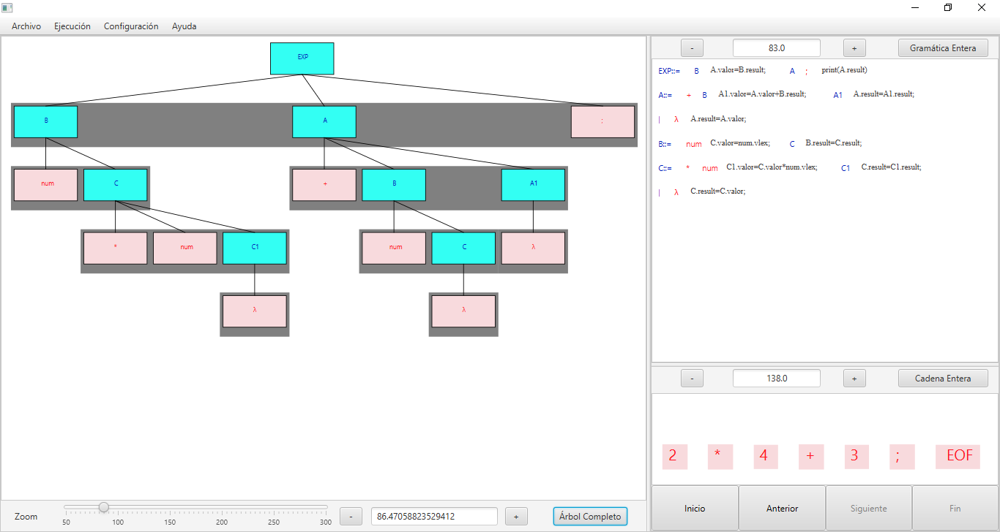 Archivo Ejecución Configuración Ayuda
EXP
B A ;
num C + B A1
* num C1 num C λ
λ λ
Zoom
50 100 150 200 250 300
- 86.47058823529412 + Árbol Completo
- 83.0 + Gramática Entera
EXP::= B A.valor=B.result; A ; print(A.result)
A::= + B A1.valor=A.valor+B.result; A1 A.result=A1.result;
| λ A.result=A.valor;
B::= num C.valor=num.vlex; C B.result=C.result;
C::= * num C1.valor=C.valor*num.vlex; C1 C.result=C1.result;
| λ C.result=C.valor;
- 138.0 + Cadena Entera
2 * 4 + 3 ; EOF
Inicio Anterior Siguiente Fin